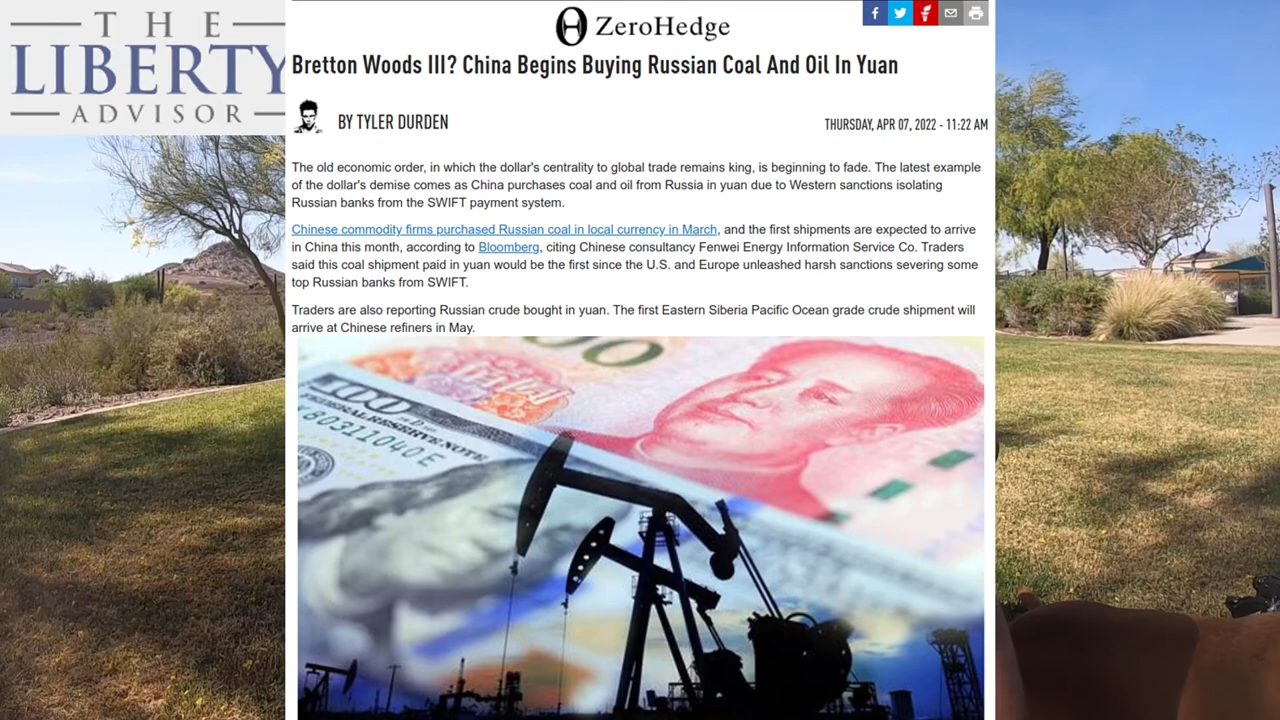 THE
LIBERTY
ADVISOR
ZeroHedge
Bretton Woods III? China Begins Buying Russian Coal And Oil In Yuan
BY TYLER DURDEN
THURSDAY, APR 07, 2022 - 11:22 AM
The old economic order, in which the dollar's centrality to global trade remains king, is beginning to fade. The latest example
of the dollar's demise comes as China purchases coal and oil from Russia in yuan due to Western sanctions isolating
Russian banks from the SWIFT payment system.
Chinese commodity firms purchased Russian coal in local currency in March, and the first shipments are expected to arrive
in China this month, according to Bloomberg, citing Chinese consultancy Fenwei Energy Information Service Co. Traders
said this coal shipment paid in yuan would be the first since the U.S. and Europe unleashed harsh sanctions severing some
top Russian banks from SWIFT.
Traders are also reporting Russian crude bought in yuan. The first Eastern Siberia Pacific Ocean grade crude shipment will
arrive at Chinese refiners in May.
100
FEDERAL RESERVE NOTE